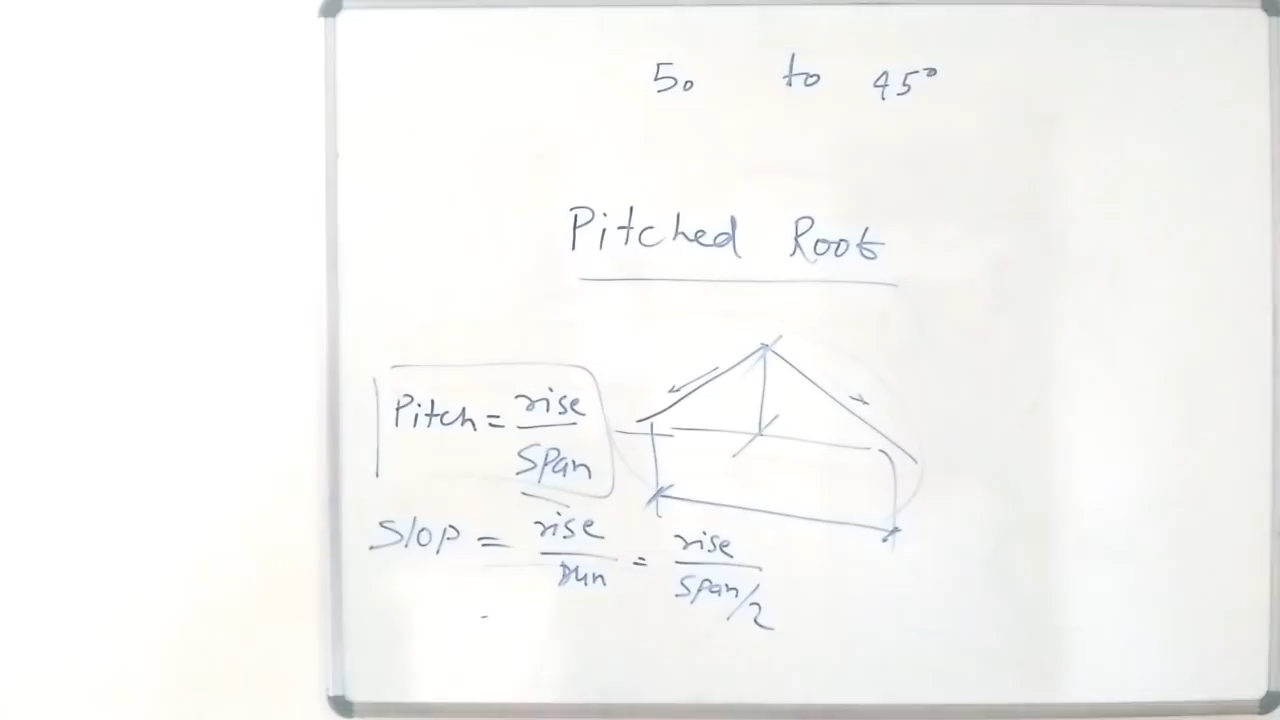 5° to 45°
Pitched Roof
Pitch = rise / span
Slop = rise / run = rise / span/2